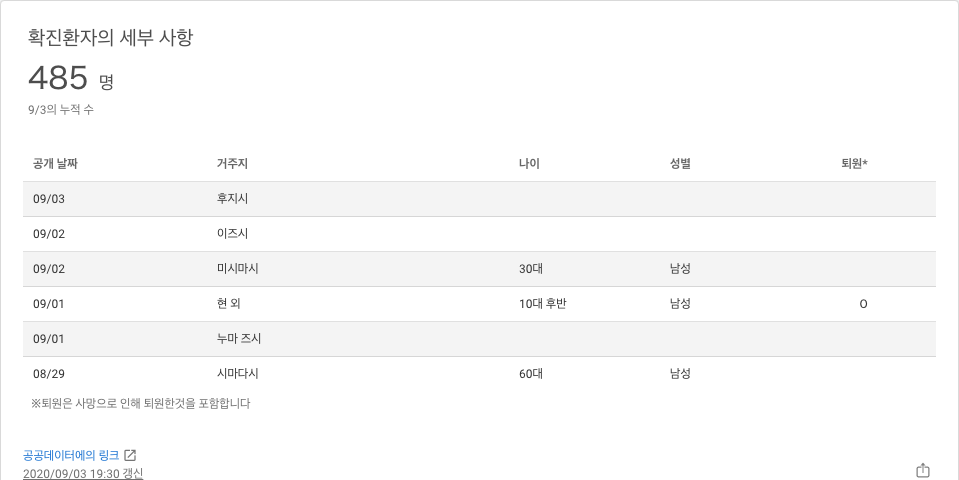 확진환자의 세부 사항
485 명
9/3의 누적 수
공개 날짜 거주지 나이 성별 퇴원*
09/03 후지시
09/02 이즈시
09/02 미시마시 30대 남성
09/01 현 외 10대 후반 남성 O
09/01 누마 즈시
08/29 시마다시 60대 남성
※퇴원은 사망으로 인해 퇴원한것을 포함합니다
공공데이터에의 링크
2020/09/03 19:30 갱신